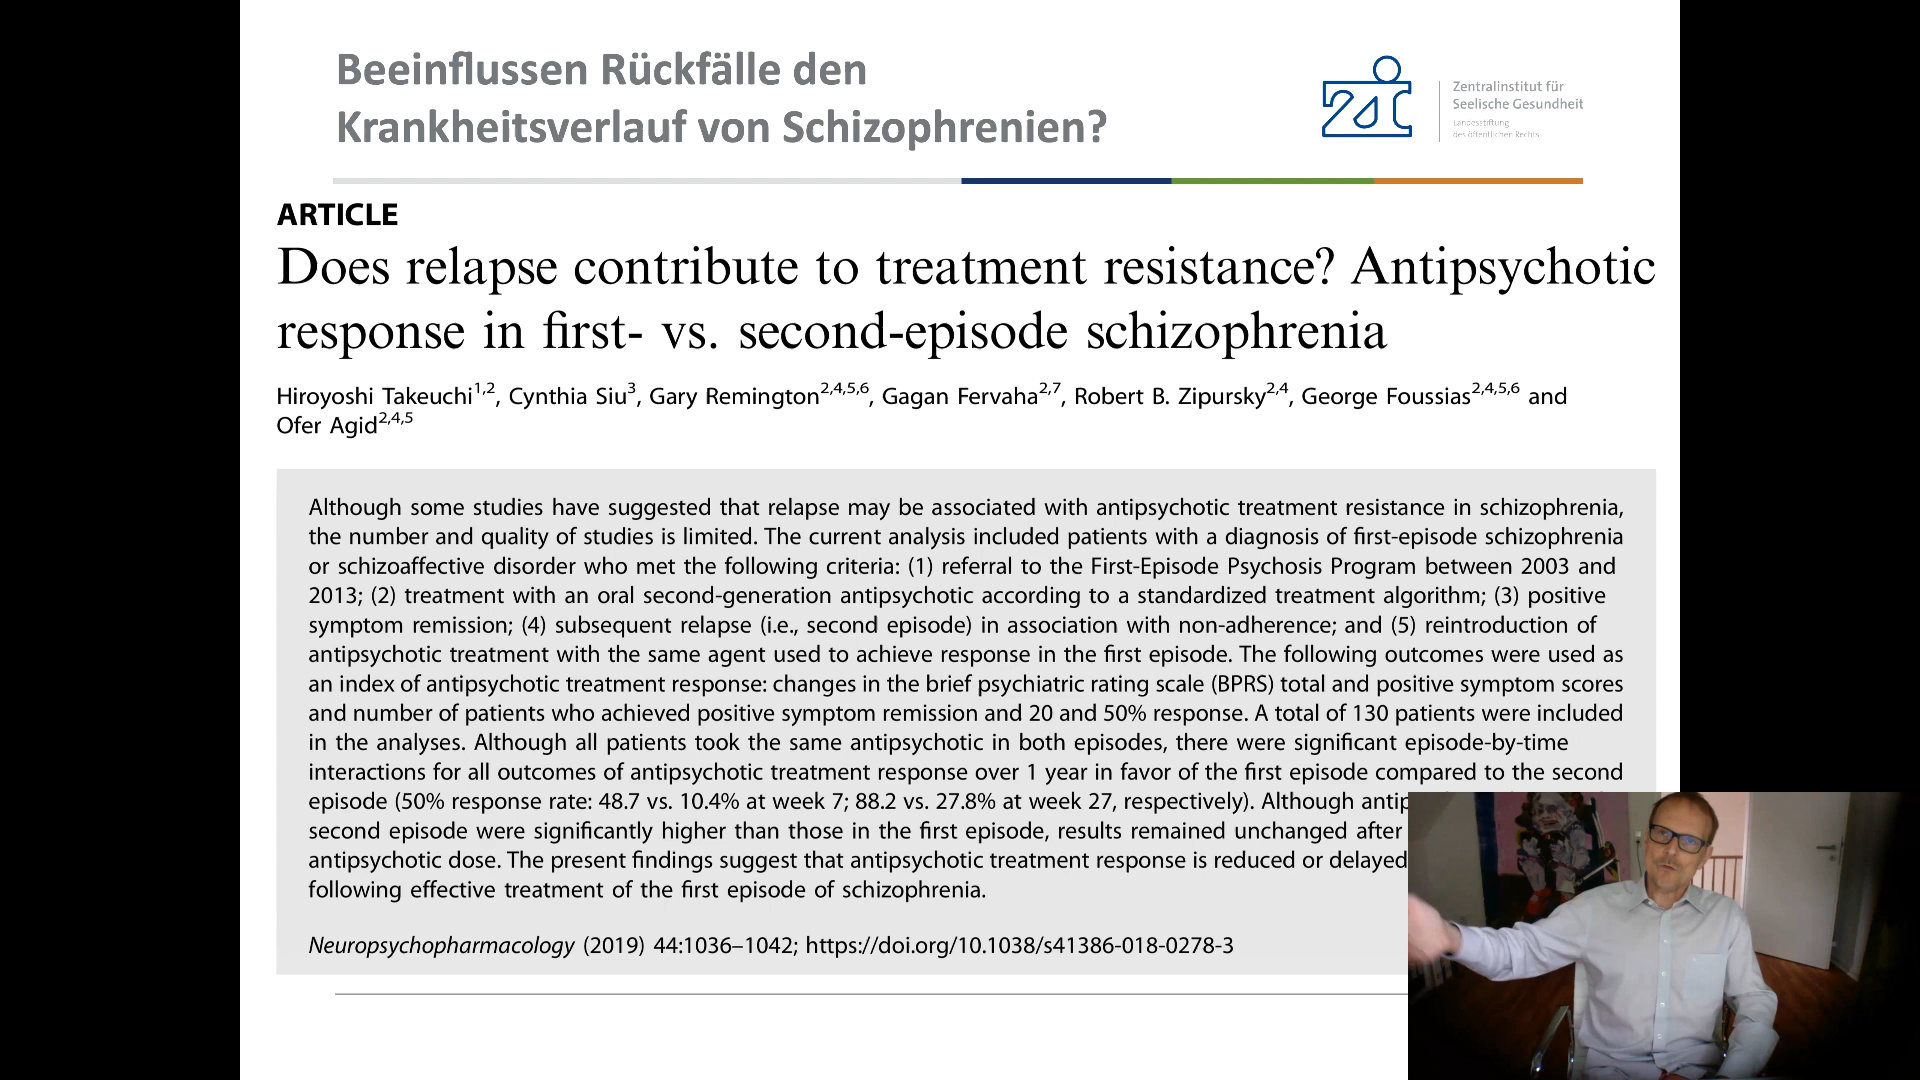 Beeinflussen Rückfälle den
Krankheitsverlauf von Schizophrenien?
Zentralinstitut für
Seelische Gesundheit
Landesstiftung
des öffentlichen Rechts
ARTICLE
Does relapse contribute to treatment resistance? Antipsychotic
response in first- vs. second-episode schizophrenia
Hiroyoshi Takeuchi1,2, Cynthia Siu3, Gary Remington2,4,5,6, Gagan Fervaha2,7, Robert B. Zipursky2,4, George Foussias2,4,5,6 and
Ofer Agid2,4,5
Although some studies have suggested that relapse may be associated with antipsychotic treatment resistance in schizophrenia,
the number and quality of studies is limited. The current analysis included patients with a diagnosis of first-episode schizophrenia
or schizoaffective disorder who met the following criteria: (1) referral to the First-Episode Psychosis Program between 2003 and
2013; (2) treatment with an oral second-generation antipsychotic according to a standardized treatment algorithm; (3) positive
symptom remission; (4) subsequent relapse (i.e., second episode) in association with non-adherence; and (5) reintroduction of
antipsychotic treatment with the same agent used to achieve response in the first episode. The following outcomes were used as
an index of antipsychotic treatment response: changes in the brief psychiatric rating scale (BPRS) total and positive symptom scores
and number of patients who achieved positive symptom remission and 20 and 50% response. A total of 130 patients were included
in the analyses. Although all patients took the same antipsychotic in both episodes, there were significant episode-by-time
interactions for all outcomes of antipsychotic treatment response over 1 year in favor of the first episode compared to the second
episode (50% response rate: 48.7 vs. 10.4% at week 7; 88.2 vs. 27.8% at week 27, respectively). Although
second episode were significantly higher than those in the first episode, results remained unchanged after
antipsychotic dose. The present findings suggest that antipsychotic treatment response is reduced or delayed
following effective treatment of the first episode of schizophrenia.
Neuropsychopharmacology (2019) 44:1036–1042; https://doi.org/10.1038/s41386-018-0278-3